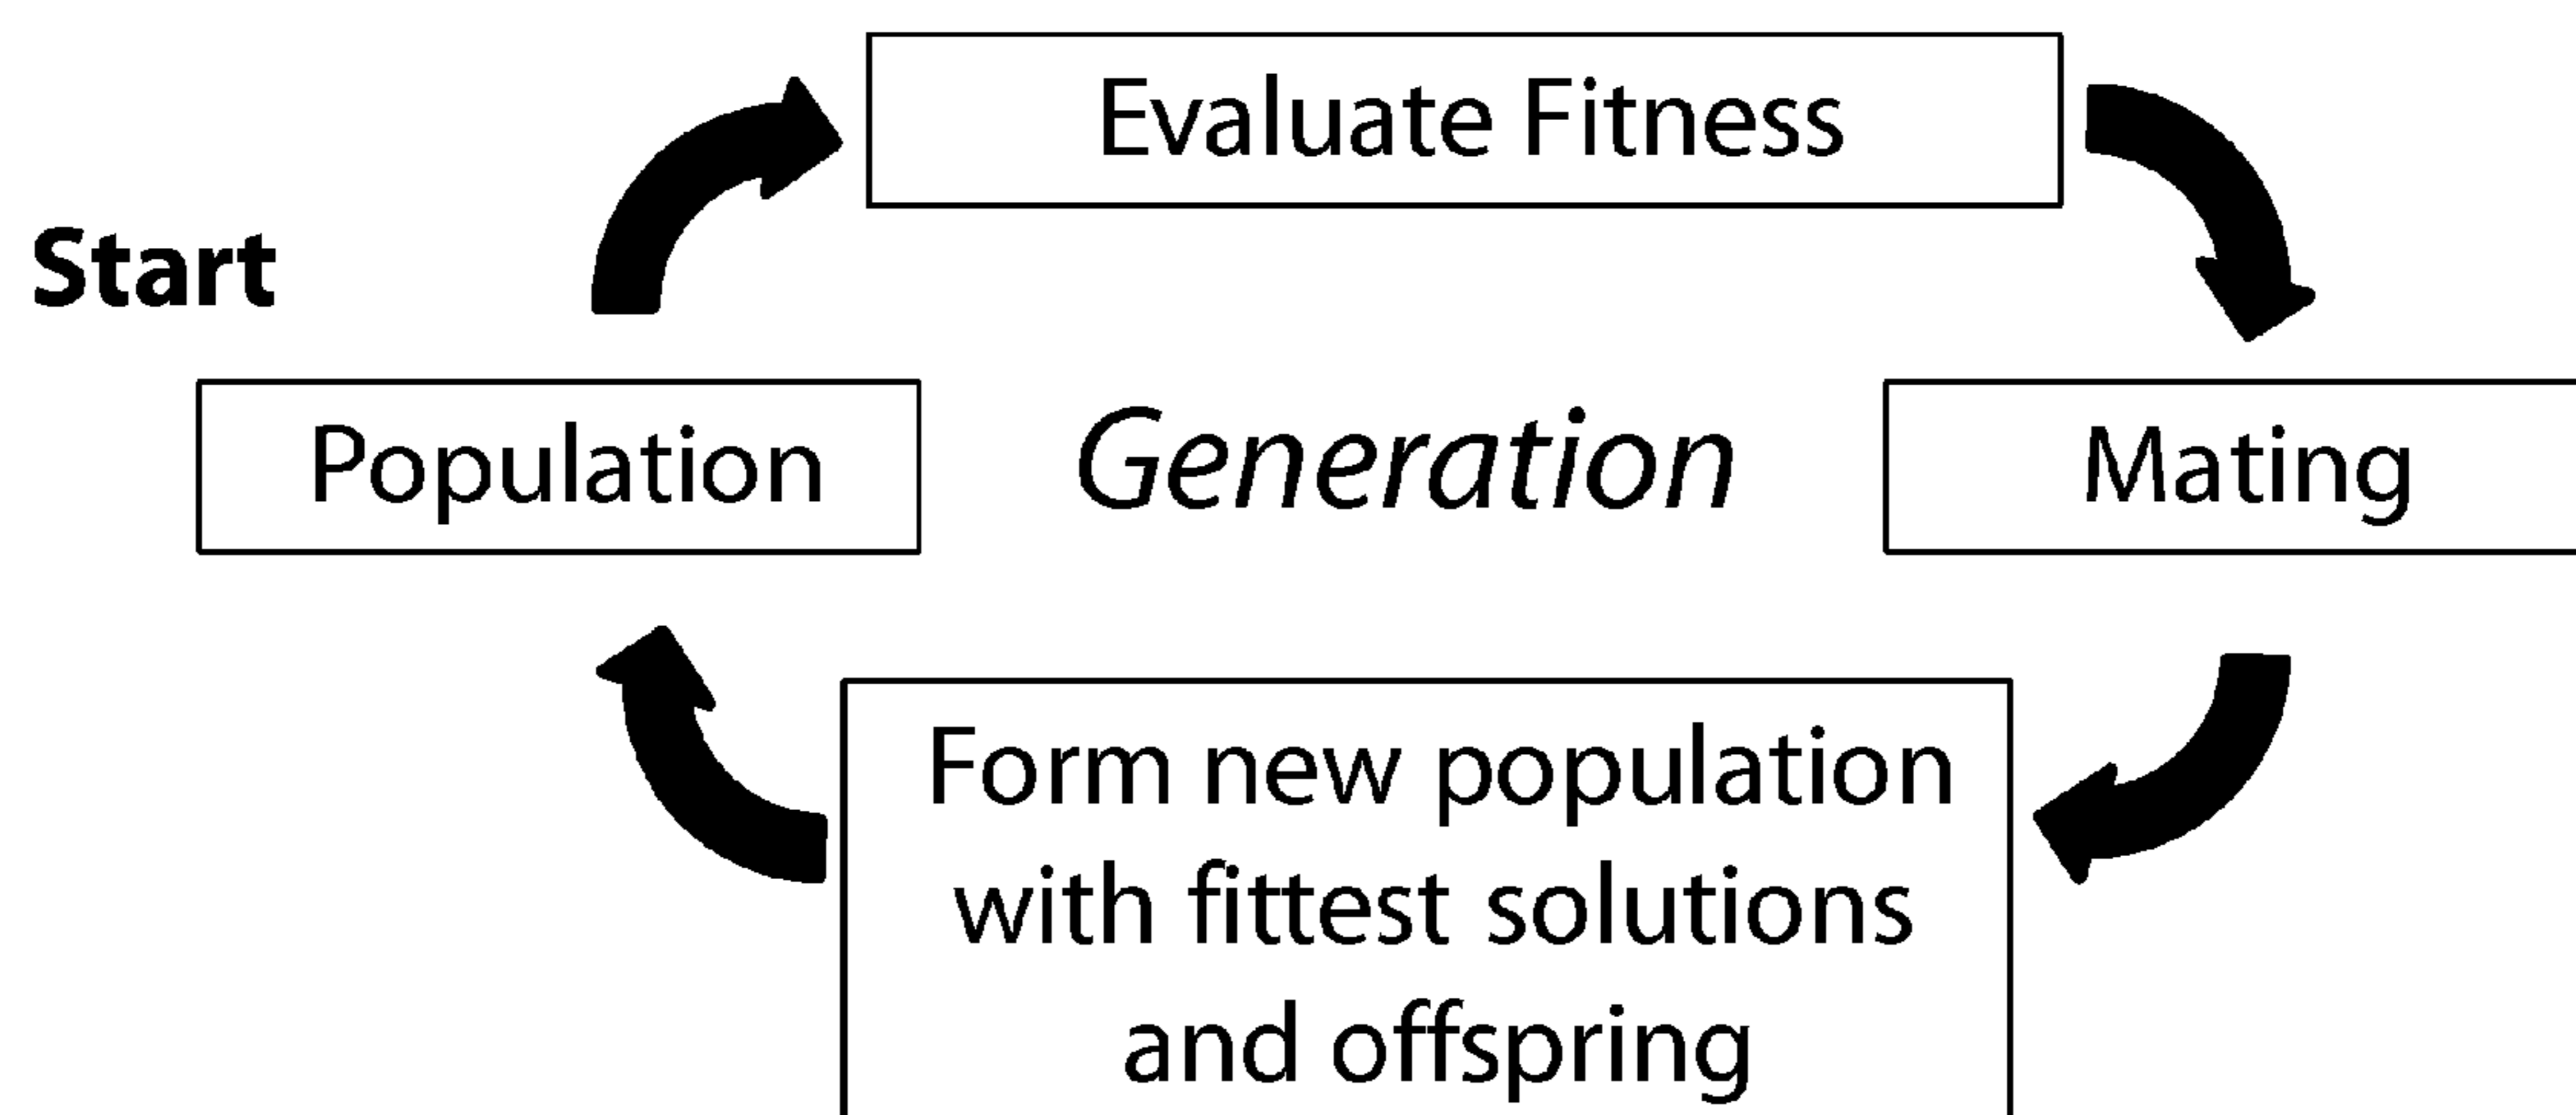 Evaluate Fitness
Start
Population
Generation
Mating
Form new population
with fittest solutions
and offspring